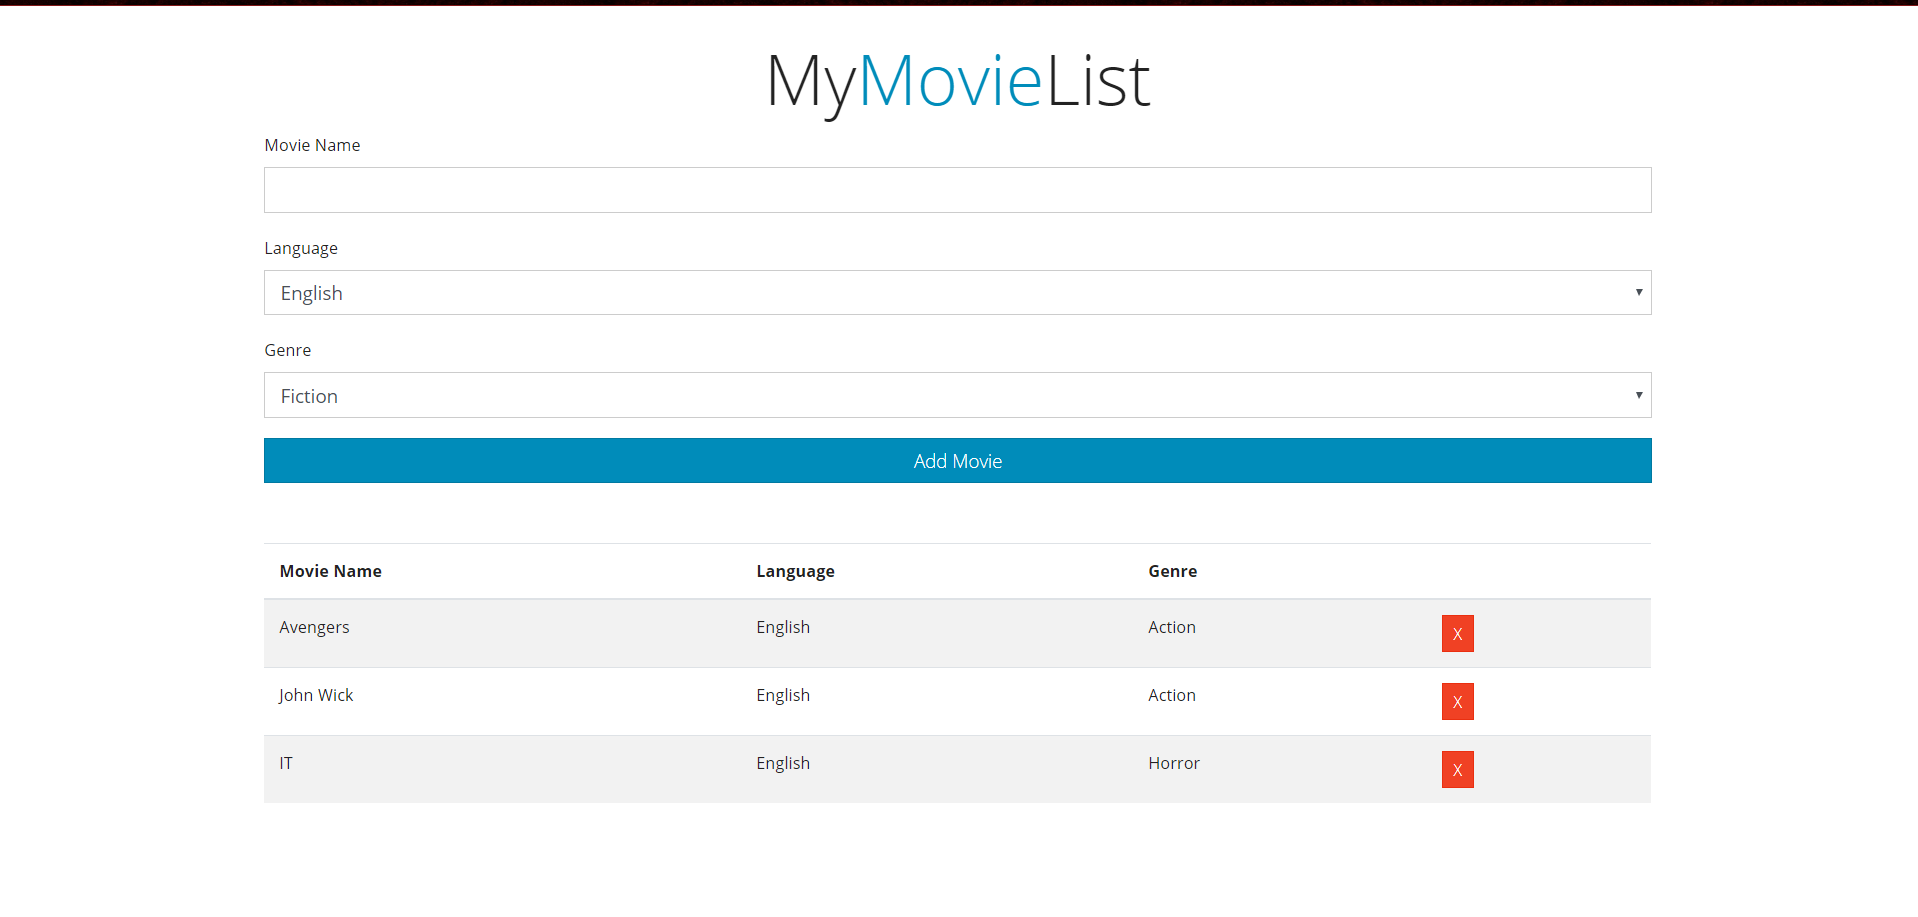 MyMovieList
Movie Name
Language
English
Genre
Fiction
Add Movie
Movie Name Language Genre
Avengers English Action X
John Wick English Action X
IT English Horror X